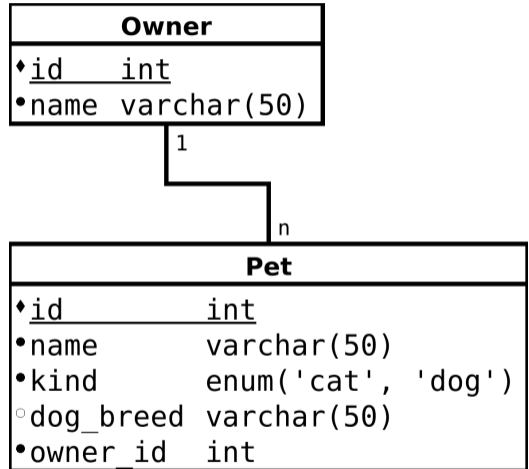 Owner
id int
name varchar(50)
1
n
Pet
id int
name varchar(50)
kind enum('cat', 'dog')
dog_breed varchar(50)
owner_id int